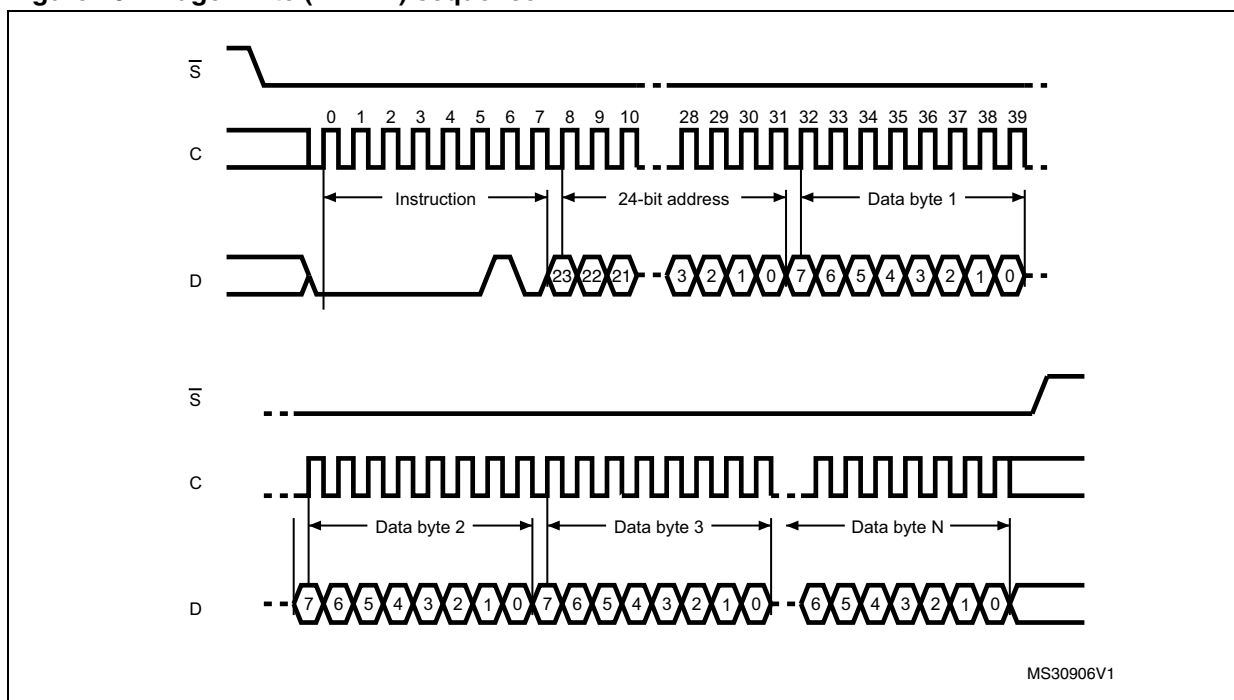 S
0 1 2 3 4 5 6 7 8 9 10 28 29 30 31 32 33 34 35 36 37 38 39
C
Instruction 24-bit address Data byte 1
D 23 22 21 3 2 1 0 7 6 5 4 3 2 1 0
S
C
Data byte 2 Data byte 3 Data byte N
D 7 6 5 4 3 2 1 0 7 6 5 4 3 2 1 0 6 5 4 3 2 1 0
MS30906V1